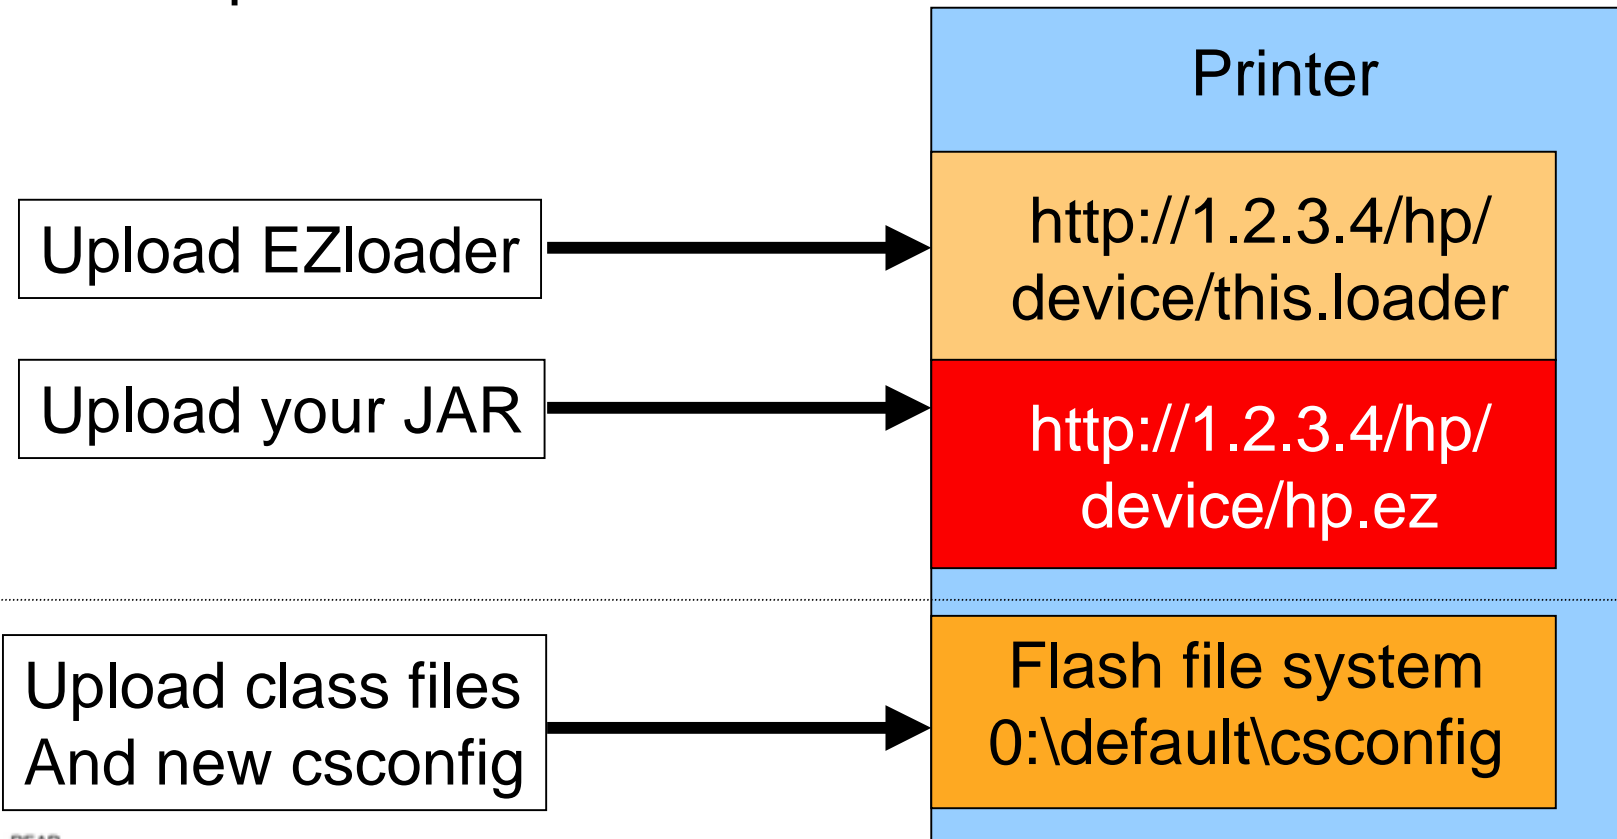 Printer
Upload EZloader
http://1.2.3.4/hp/
device/this.loader
Upload your JAR
http://1.2.3.4/hp/
device/hp.ez
Upload class files
And new csconfig
Flash file system
0:\default\csconfig